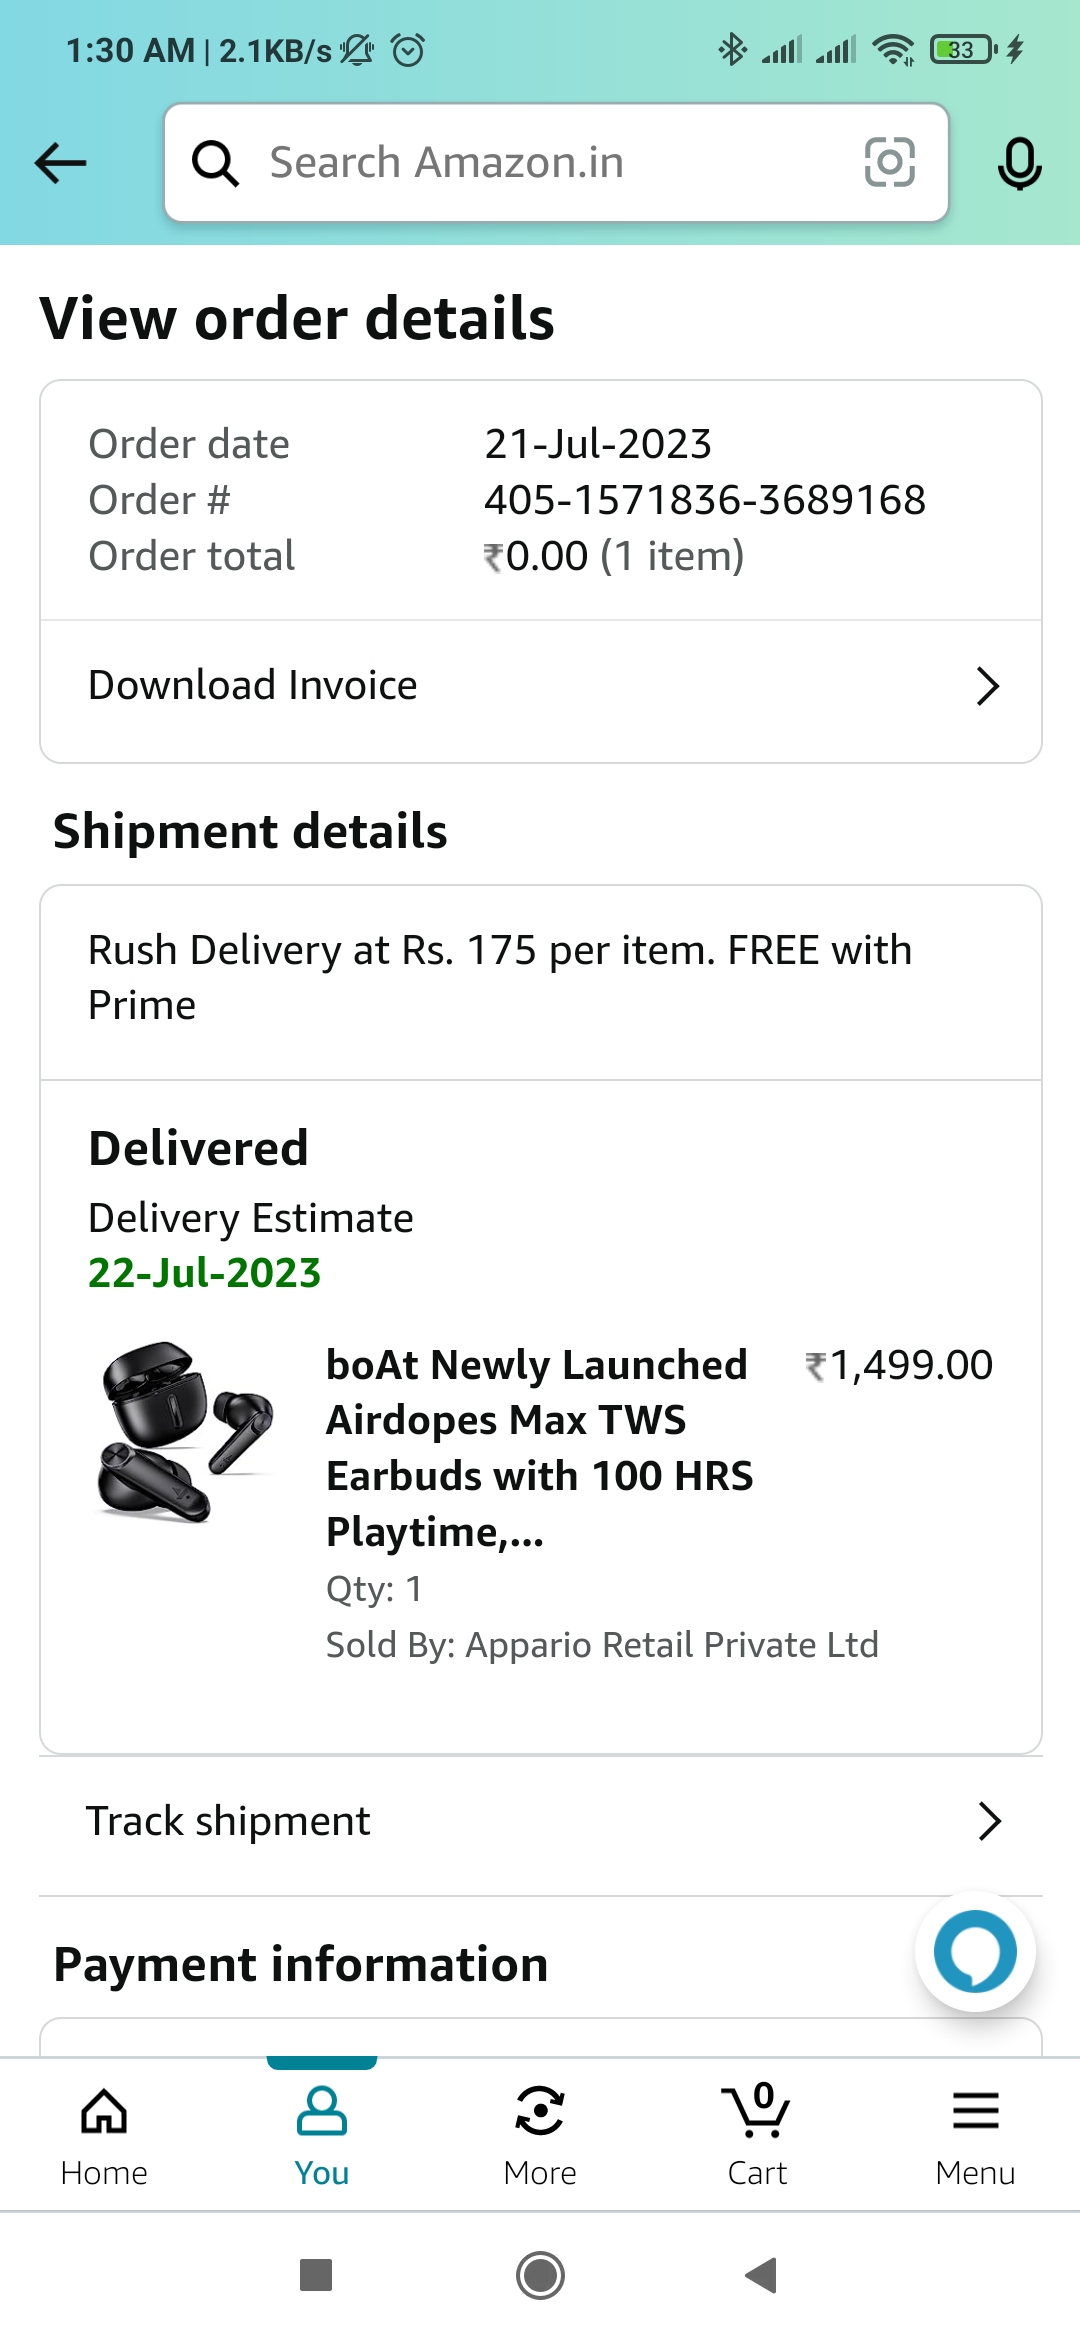 1:30 AM | 2.1KB/s
33
Search Amazon.in
View order details
Order date 21-Jul-2023
Order # 405-1571836-3689168
Order total ₹0.00 (1 item)
Download Invoice
Shipment details
Rush Delivery at Rs. 175 per item. FREE with
Prime
Delivered
Delivery Estimate
22-Jul-2023
boAt Newly Launched ₹1,499.00
Airdopes Max TWS
Earbuds with 100 HRS
Playtime,...
Qty: 1
Sold By: Appario Retail Private Ltd
Track shipment
Payment information
0
Home You More Cart Menu